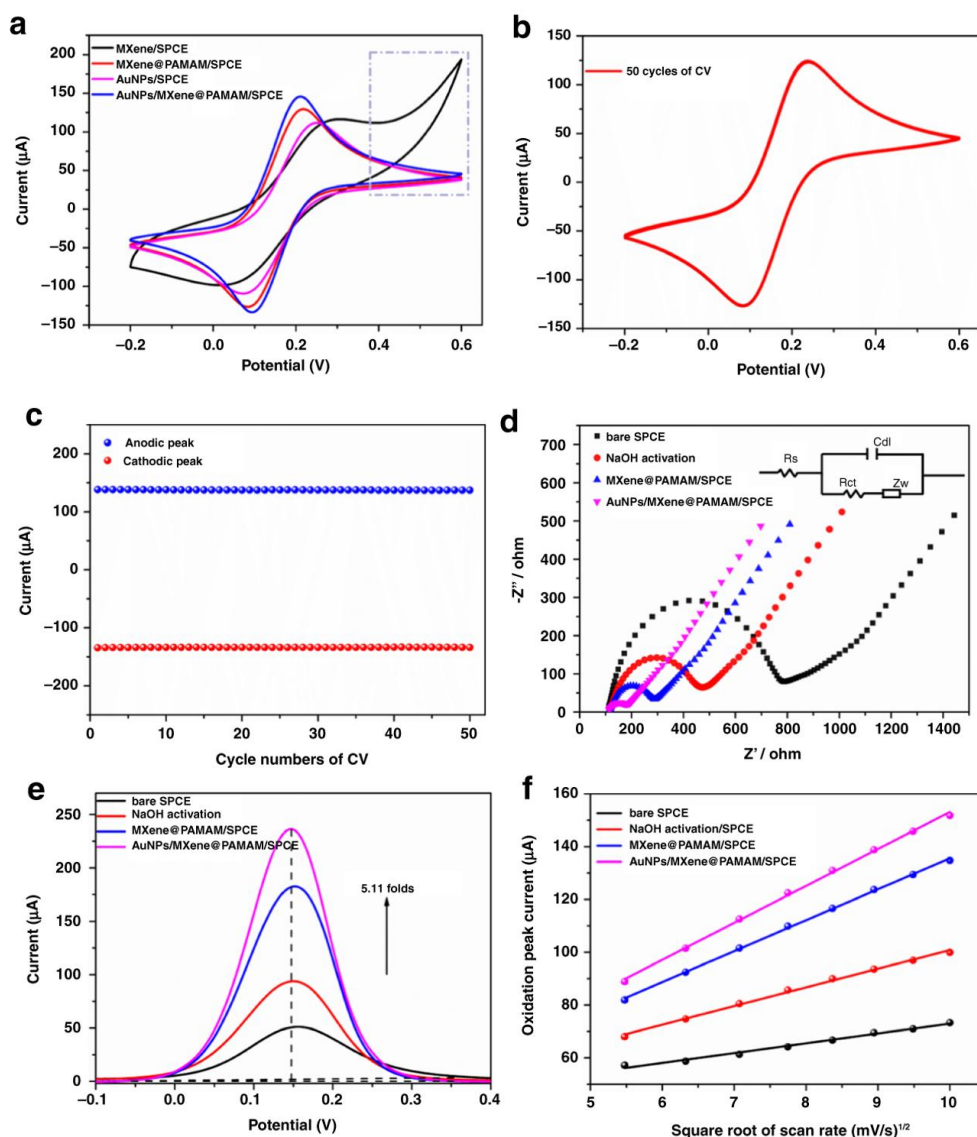 a
MXene/SPCE
MXene@PAMAM/SPCE
AuNPs/SPCE
AuNPs/MXene@PAMAM/SPCE
200
150
100
50
0
−50
−100
−150
Current (μA)
−0.2 0.0 0.2 0.4 0.6
Potential (V)
b
50 cycles of CV
150
100
50
0
−50
−100
−150
Current (μA)
−0.2 0.0 0.2 0.4 0.6
Potential (V)
c
Anodic peak
Cathodic peak
200
100
0
−100
−200
Current (μA)
0 10 20 30 40 50
Cycle numbers of CV
d
bare SPCE
NaOH activation
MXene@PAMAM/SPCE
AuNPs/MXene@PAMAM/SPCE
Rs
Cdl
Rct
Zw
700
600
500
400
300
200
100
0
-Z'' / ohm
200 400 600 800 1000 1200 1400
Z' / ohm
e
bare SPCE
NaOH activation
MXene@PAMAM/SPCE
AuNPs/MXene@PAMAM/SPCE
5.11 folds
250
200
150
100
50
0
Current (μA)
−0.1 0.0 0.1 0.2 0.3 0.4
Potential (V)
f
bare SPCE
NaOH activation/SPCE
MXene@PAMAM/SPCE
AuNPs/MXene@PAMAM/SPCE
160
140
120
100
80
60
Oxidation peak current (μA)
5 6 7 8 9 10
Square root of scan rate (mV/s)1/2